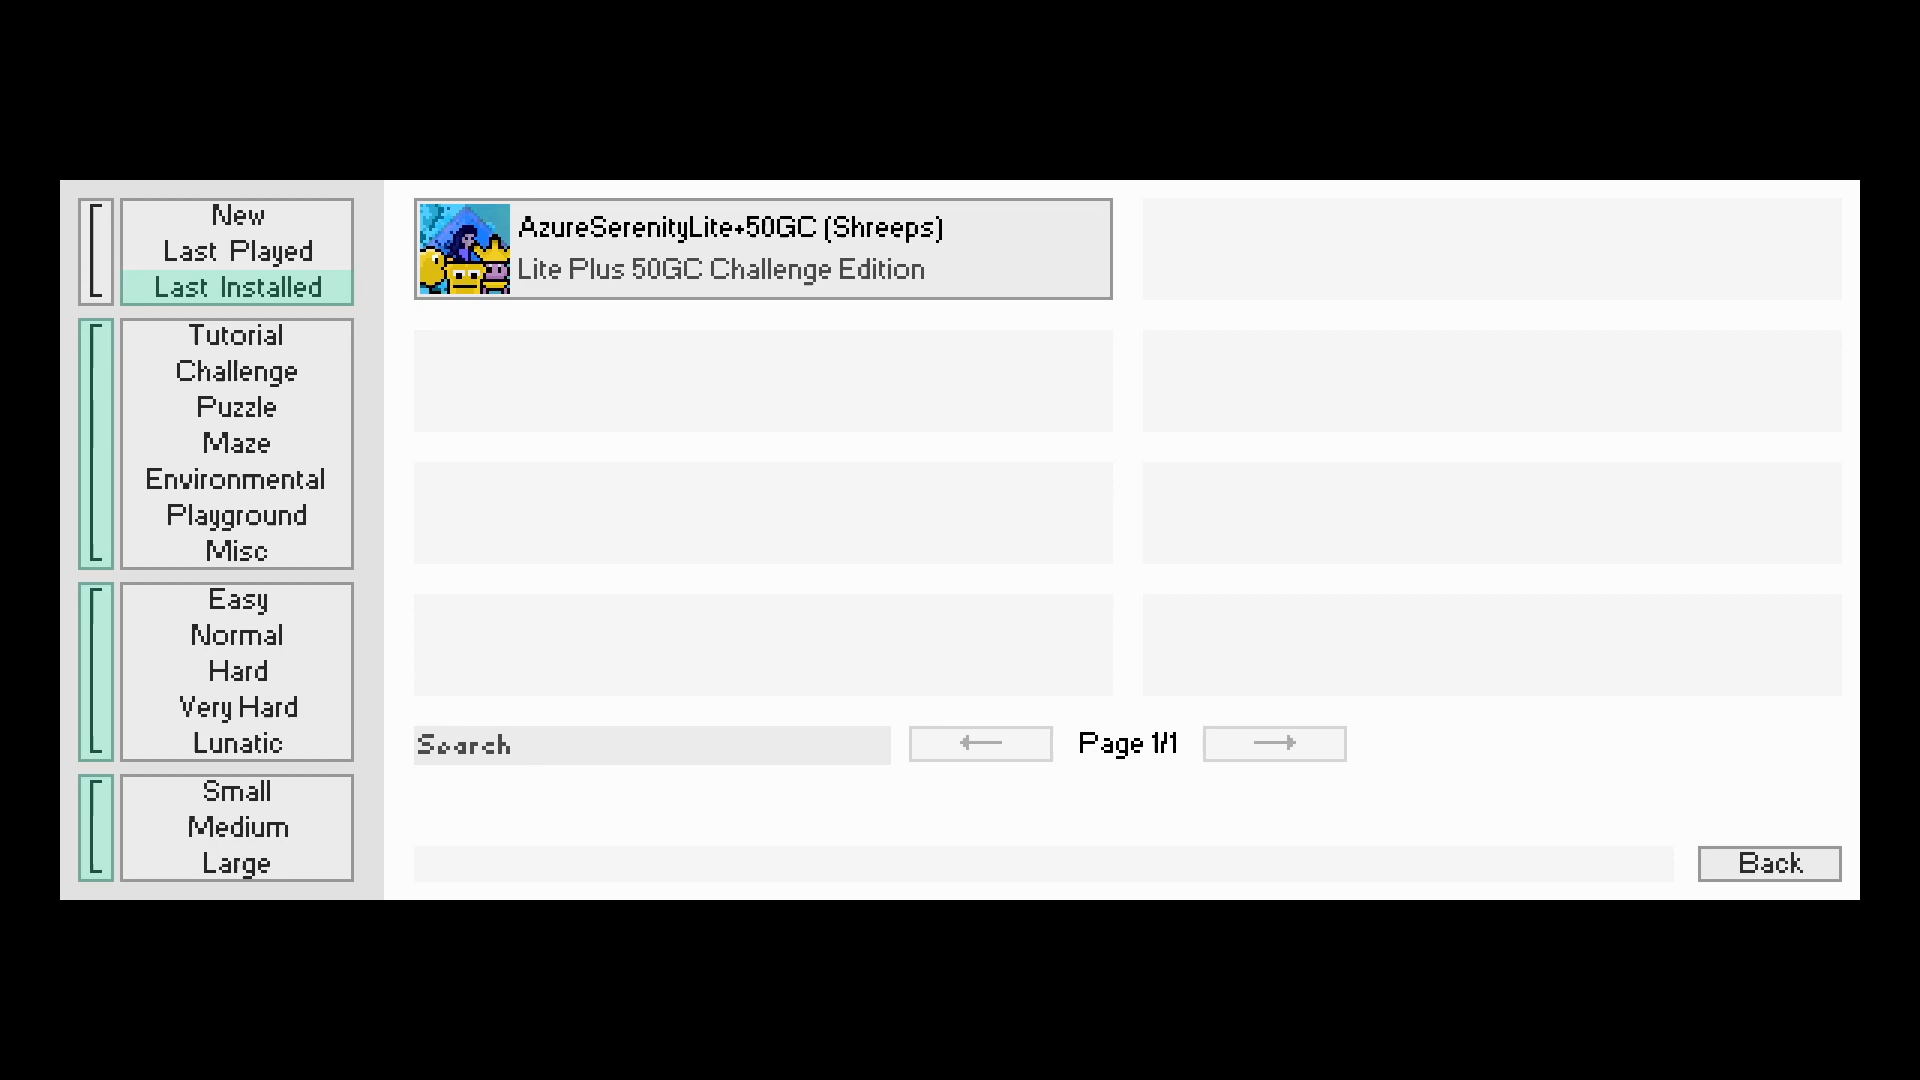 New
Last Played
Last Installed
Tutorial
Challenge
Puzzle
Maze
Environmental
Playground
Misc
Easy
Normal
Hard
Very Hard
Lunatic
Small
Medium
Large
AzureSerenityLite+50GC (Shreeps)
Lite Plus 50GC Challenge Edition
Search
Page 1/1
Back